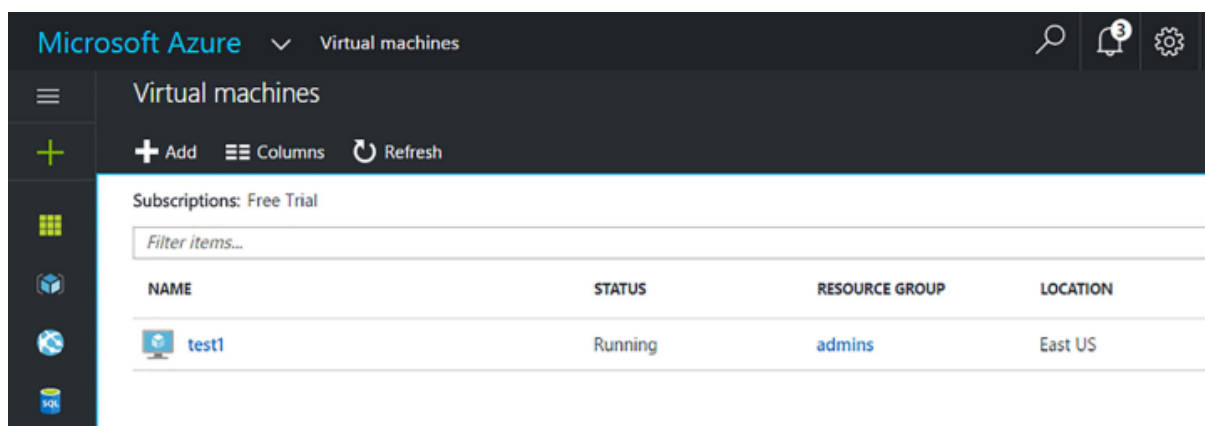 Microsoft Azure Virtual machines 3
Virtual machines
Add Columns Refresh
Subscriptions: Free Trial
Filter items...
NAME STATUS RESOURCE GROUP LOCATION
test1 Running admins East US
SQL